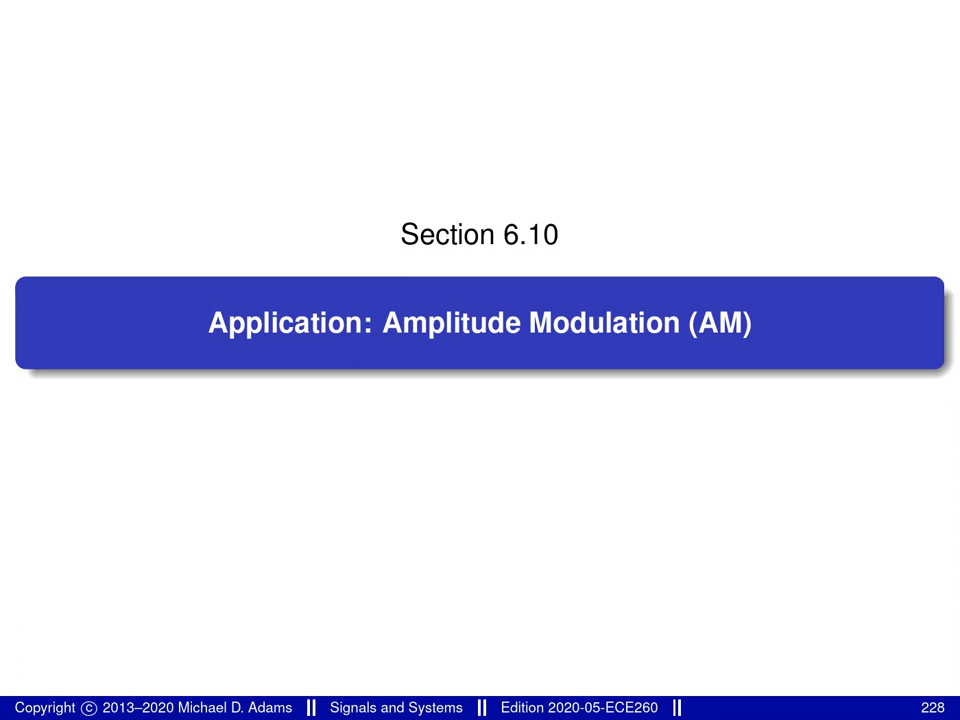 Section 6.10
Application: Amplitude Modulation (AM)
Copyright © 2013–2020 Michael D. Adams Signals and Systems Edition 2020-05-ECE260 228